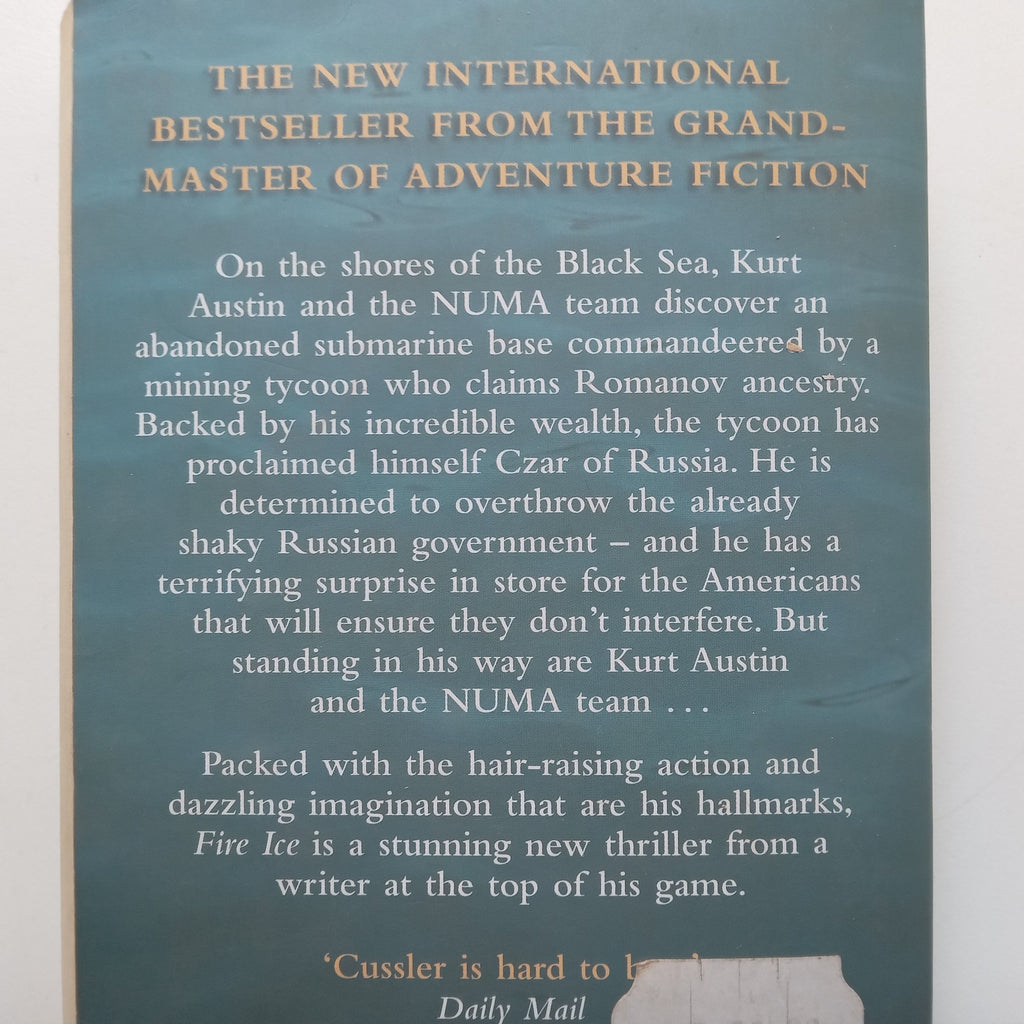 THE NEW INTERNATIONAL
BESTSELLER FROM THE GRAND-
MASTER OF ADVENTURE FICTION
On the shores of the Black Sea, Kurt
Austin and the NUMA team discover an
abandoned submarine base commandeered by a
mining tycoon who claims Romanov ancestry.
Backed by his incredible wealth, the tycoon has
proclaimed himself Czar of Russia. He is
determined to overthrow the already
shaky Russian government – and he has a
terrifying surprise in store for the Americans
that will ensure they don’t interfere. But
standing in his way are Kurt Austin
and the NUMA team . . .
Packed with the hair-raising action and
dazzling imagination that are his hallmarks,
Fire Ice is a stunning new thriller from a
writer at the top of his game.
‘Cussler is hard to
Daily Mail